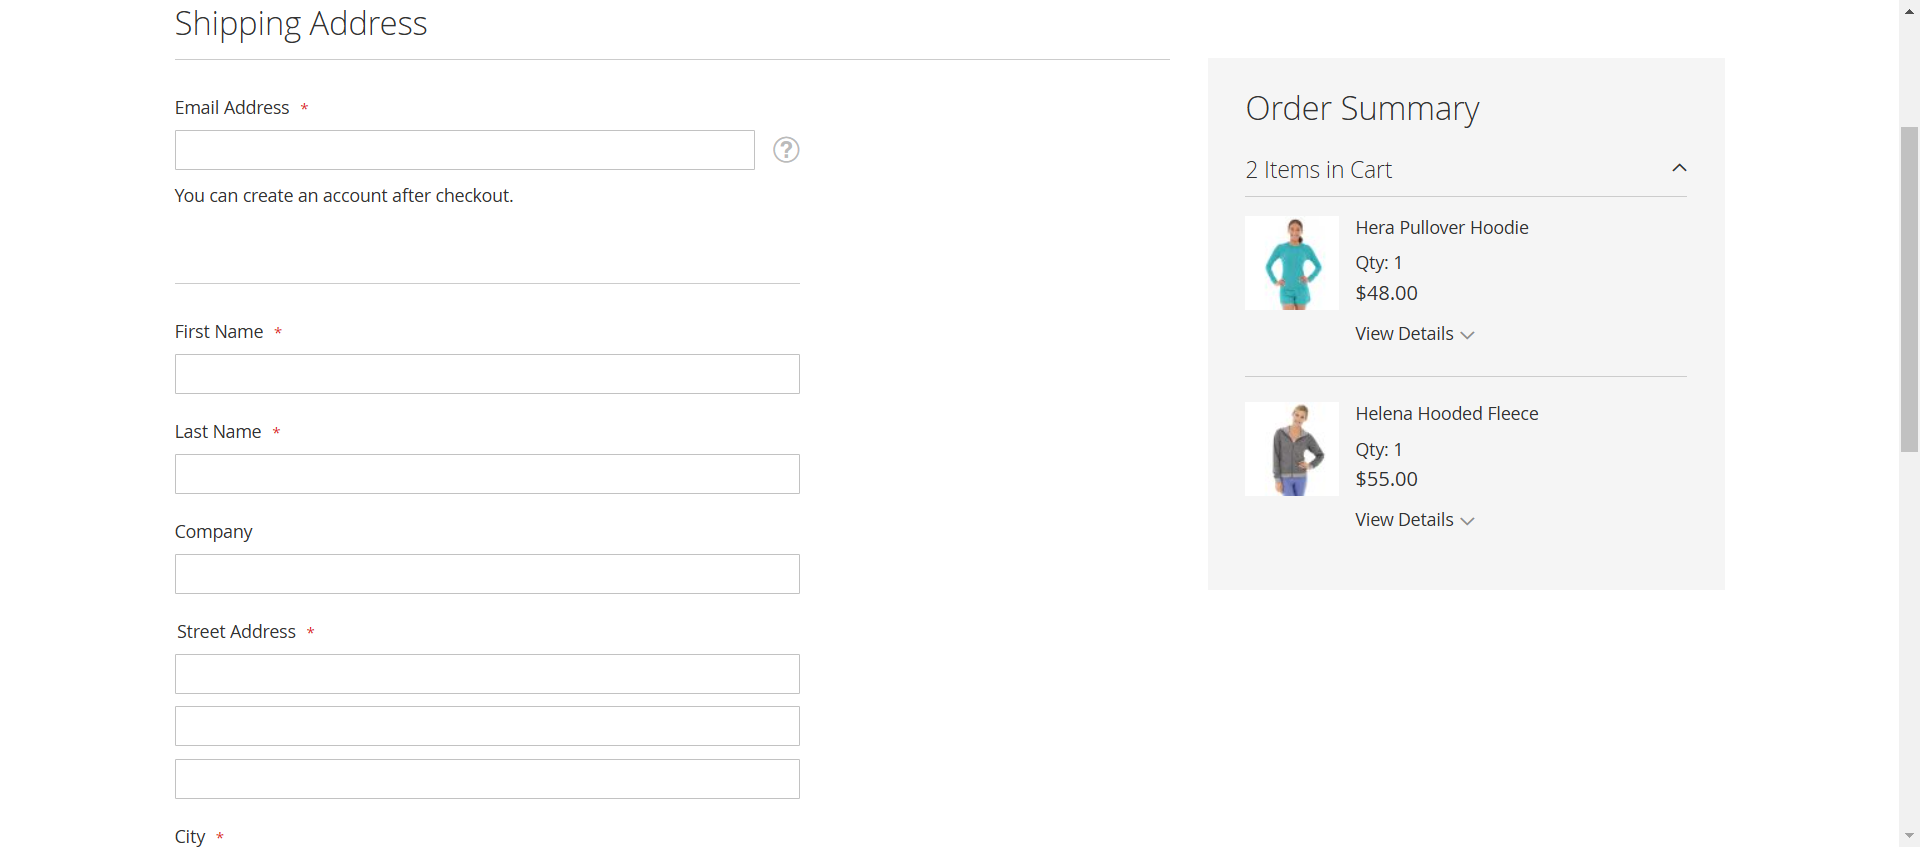 Shipping Address
Email Address *
?
You can create an account after checkout.
First Name *
Last Name *
Company
Street Address *
City *
Order Summary
2 Items in Cart
Hera Pullover Hoodie
Qty: 1
$48.00
View Details
Helena Hooded Fleece
Qty: 1
$55.00
View Details